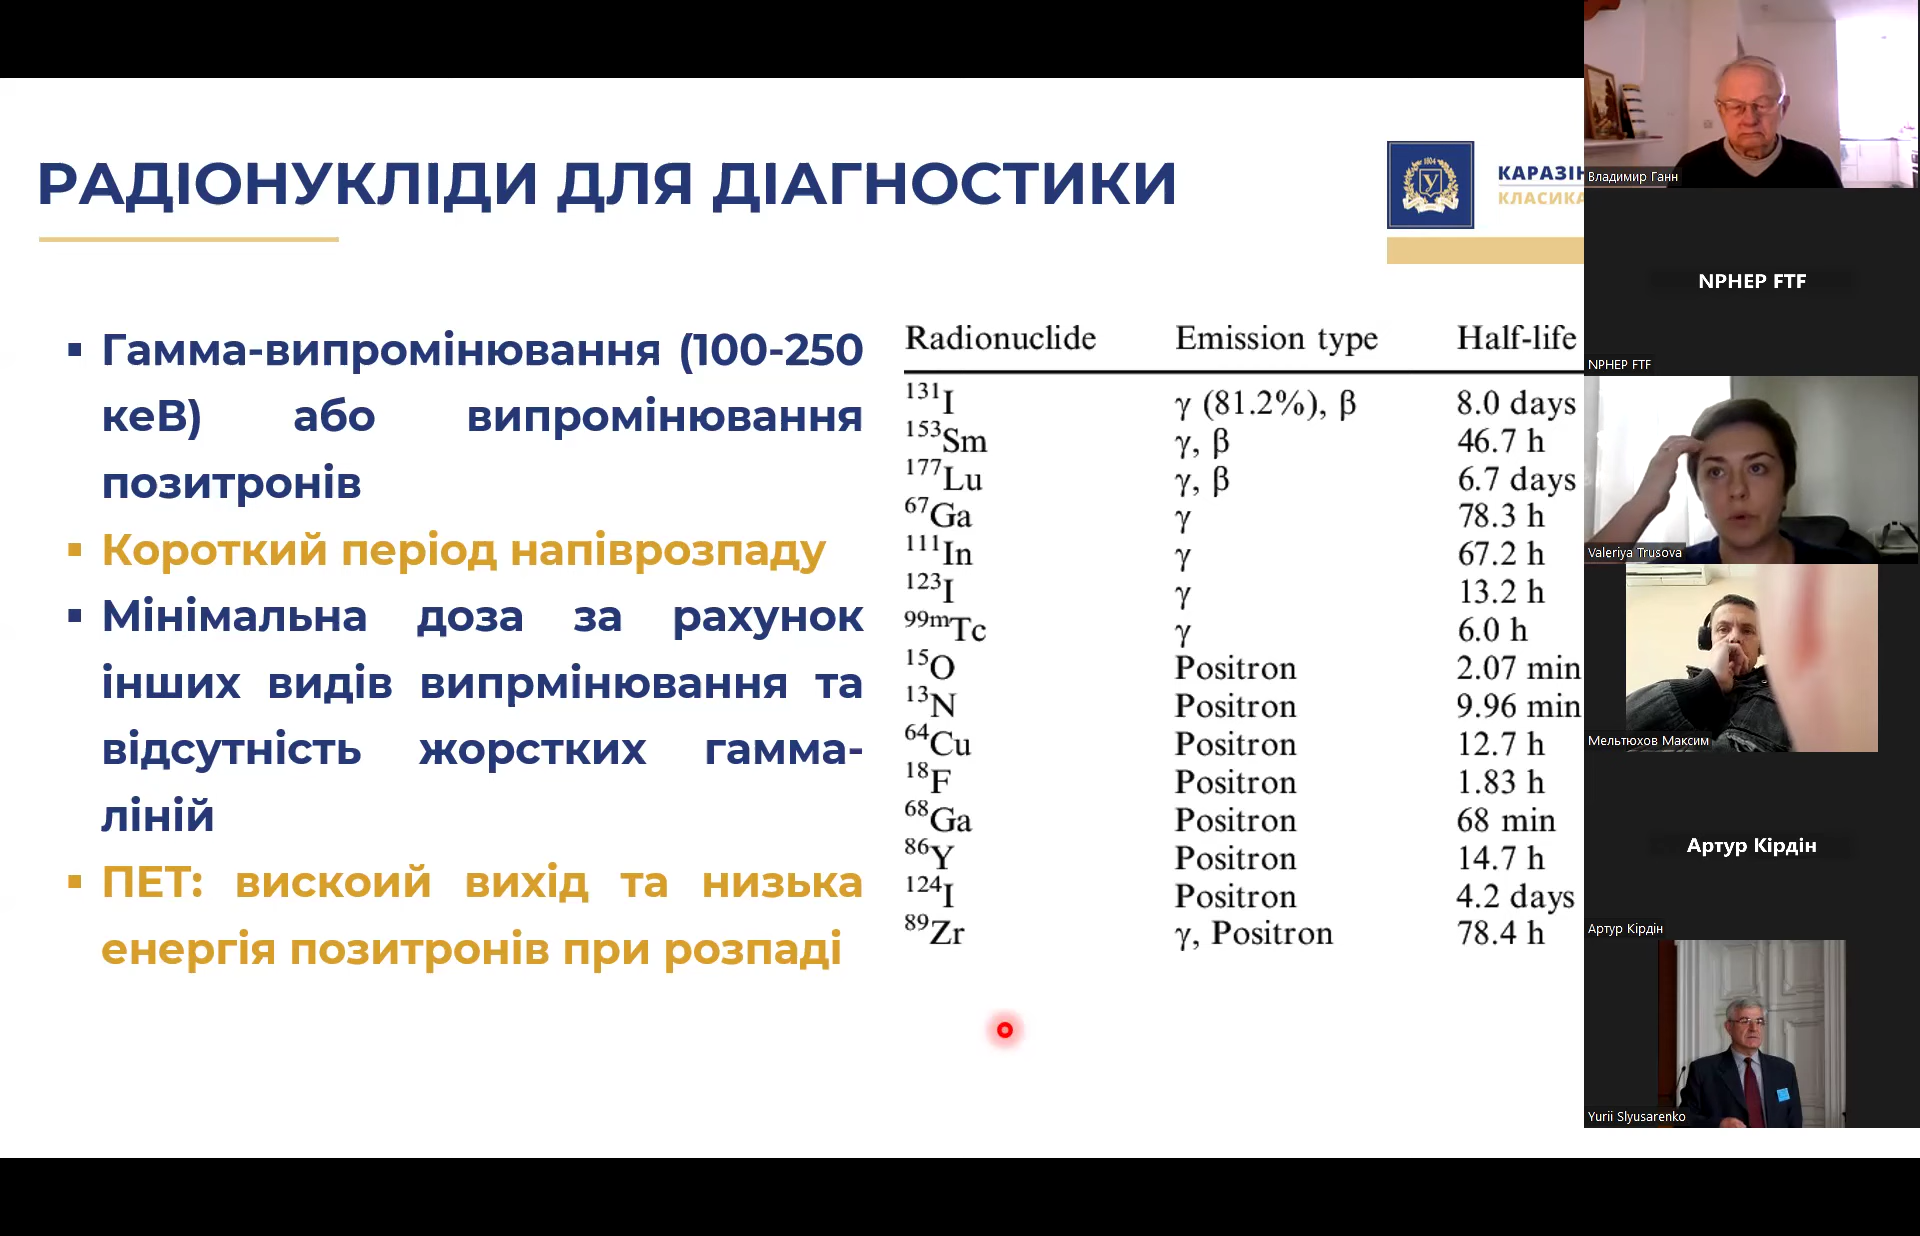 РАДІОНУКЛІДИ ДЛЯ ДІАГНОСТИКИ
1804
У
КАРАЗІН
КЛАСИКА
▪ Гамма-випромінювання (100-250
кеВ) або випромінювання
позитронів
▪ Короткий період напіврозпаду
▪ Мінімальна доза за рахунок
інших видів випрмінювання та
відсутність жорстких гамма-
ліній
▪ ПЕТ: вискоий вихід та низька
енергія позитронів при розпаді
Radionuclide Emission type Half-life
¹³¹I γ (81.2%), β 8.0 days
¹⁵³Sm γ, β 46.7 h
¹⁷⁷Lu γ, β 6.7 days
⁶⁷Ga γ 78.3 h
¹¹¹In γ 67.2 h
¹²³I γ 13.2 h
⁹⁹ᵐTc γ 6.0 h
¹⁵O Positron 2.07 min
¹³N Positron 9.96 min
⁶⁴Cu Positron 12.7 h
¹⁸F Positron 1.83 h
⁶⁸Ga Positron 68 min
⁸⁶Y Positron 14.7 h
¹²⁴I Positron 4.2 days
⁸⁹Zr γ, Positron 78.4 h
Владимир Ганн
NPHEP FTF
NPHEP FTF
Valeriya Trusova
Мельтюхов Максим
Артур Кірдін
Артур Кірдін
Yurii Slyusarenko